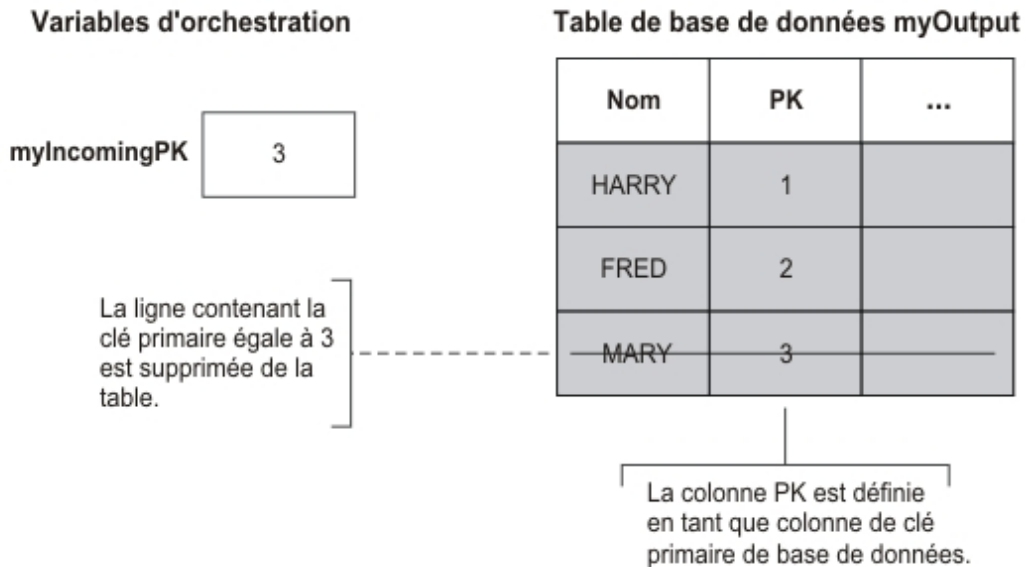 Variables d'orchestration
Table de base de données myOutput
Nom PK ...
myIncomingPK 3
HARRY 1
FRED 2
MARY 3
La ligne contenant la
clé primaire égale à 3
est supprimée de la
table.
La colonne PK est définie
en tant que colonne de clé
primaire de base de données.